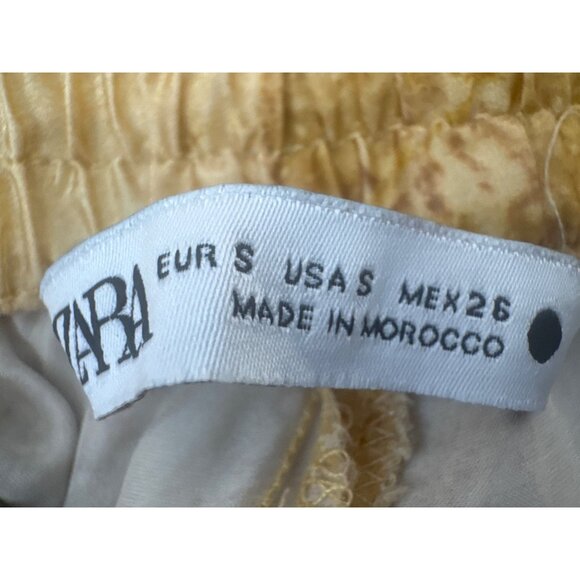 ZARA
EUR S USA S MEX 26
MADE IN MOROCCO